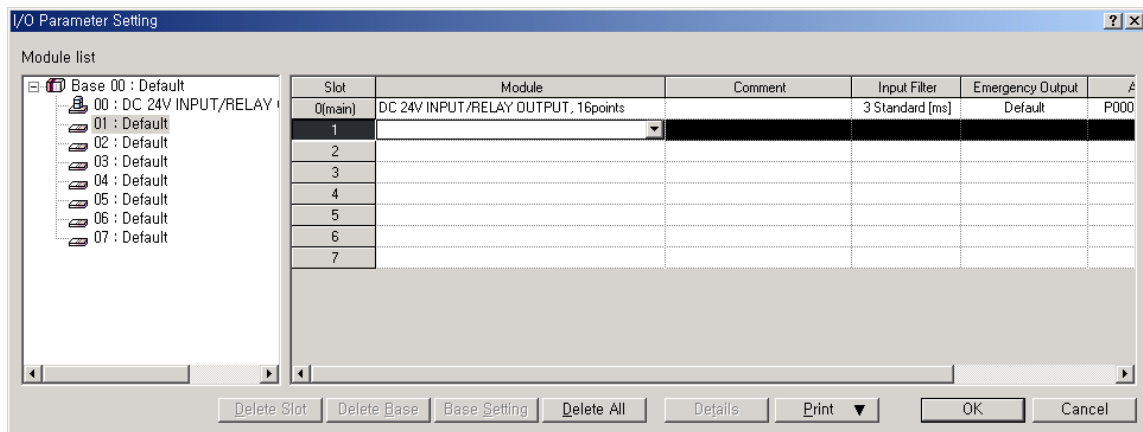 I/O Parameter Setting
Module list
Base 00 : Default
00 : DC 24V INPUT/RELAY
01 : Default
02 : Default
03 : Default
04 : Default
05 : Default
06 : Default
07 : Default
Slot Module Comment Input Filter Emergency Output
0(main) DC 24V INPUT/RELAY OUTPUT, 16points 3 Standard [ms] Default P000
1
2
3
4
5
6
7
Delete Slot Delete Base Base Setting Delete All Details Print ▼ OK Cancel